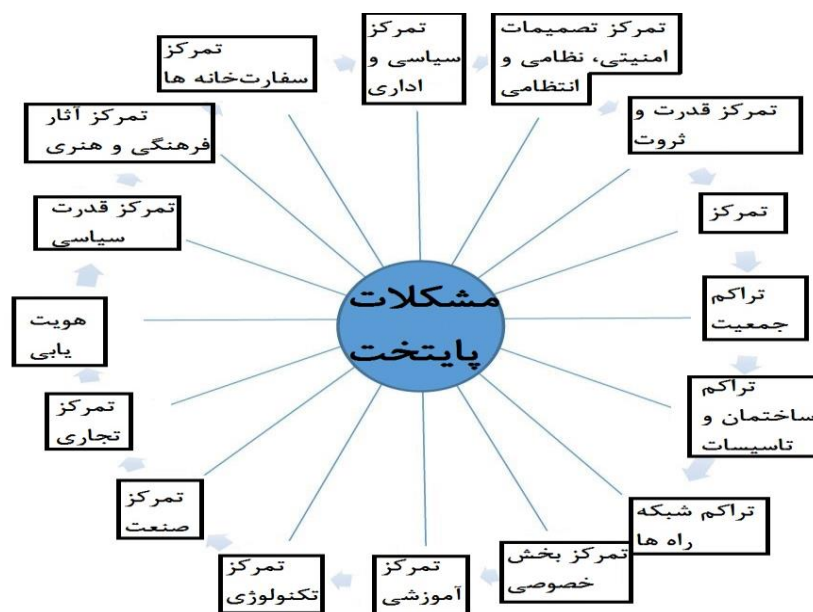 مشکلات
پایتخت
تمرکز
سیاسی و
اداری
تمرکز تصمیمات
امنیتی، نظامی و
انتظامی
تمرکز قدرت و
ثروت
تمرکز
تراکم
جمعیت
تراکم
ساختمان و
تاسیسات
تراکم شبکه
راه ها
تمرکز بخش
خصوصی
تمرکز
آموزشی
تمرکز
تکنولوژی
تمرکز
صنعت
تمرکز
تجاری
هویت
یابی
تمرکز قدرت
سیاسی
تمرکز آثار
فرهنگی و هنری
تمرکز
سفارت‌خانه ها